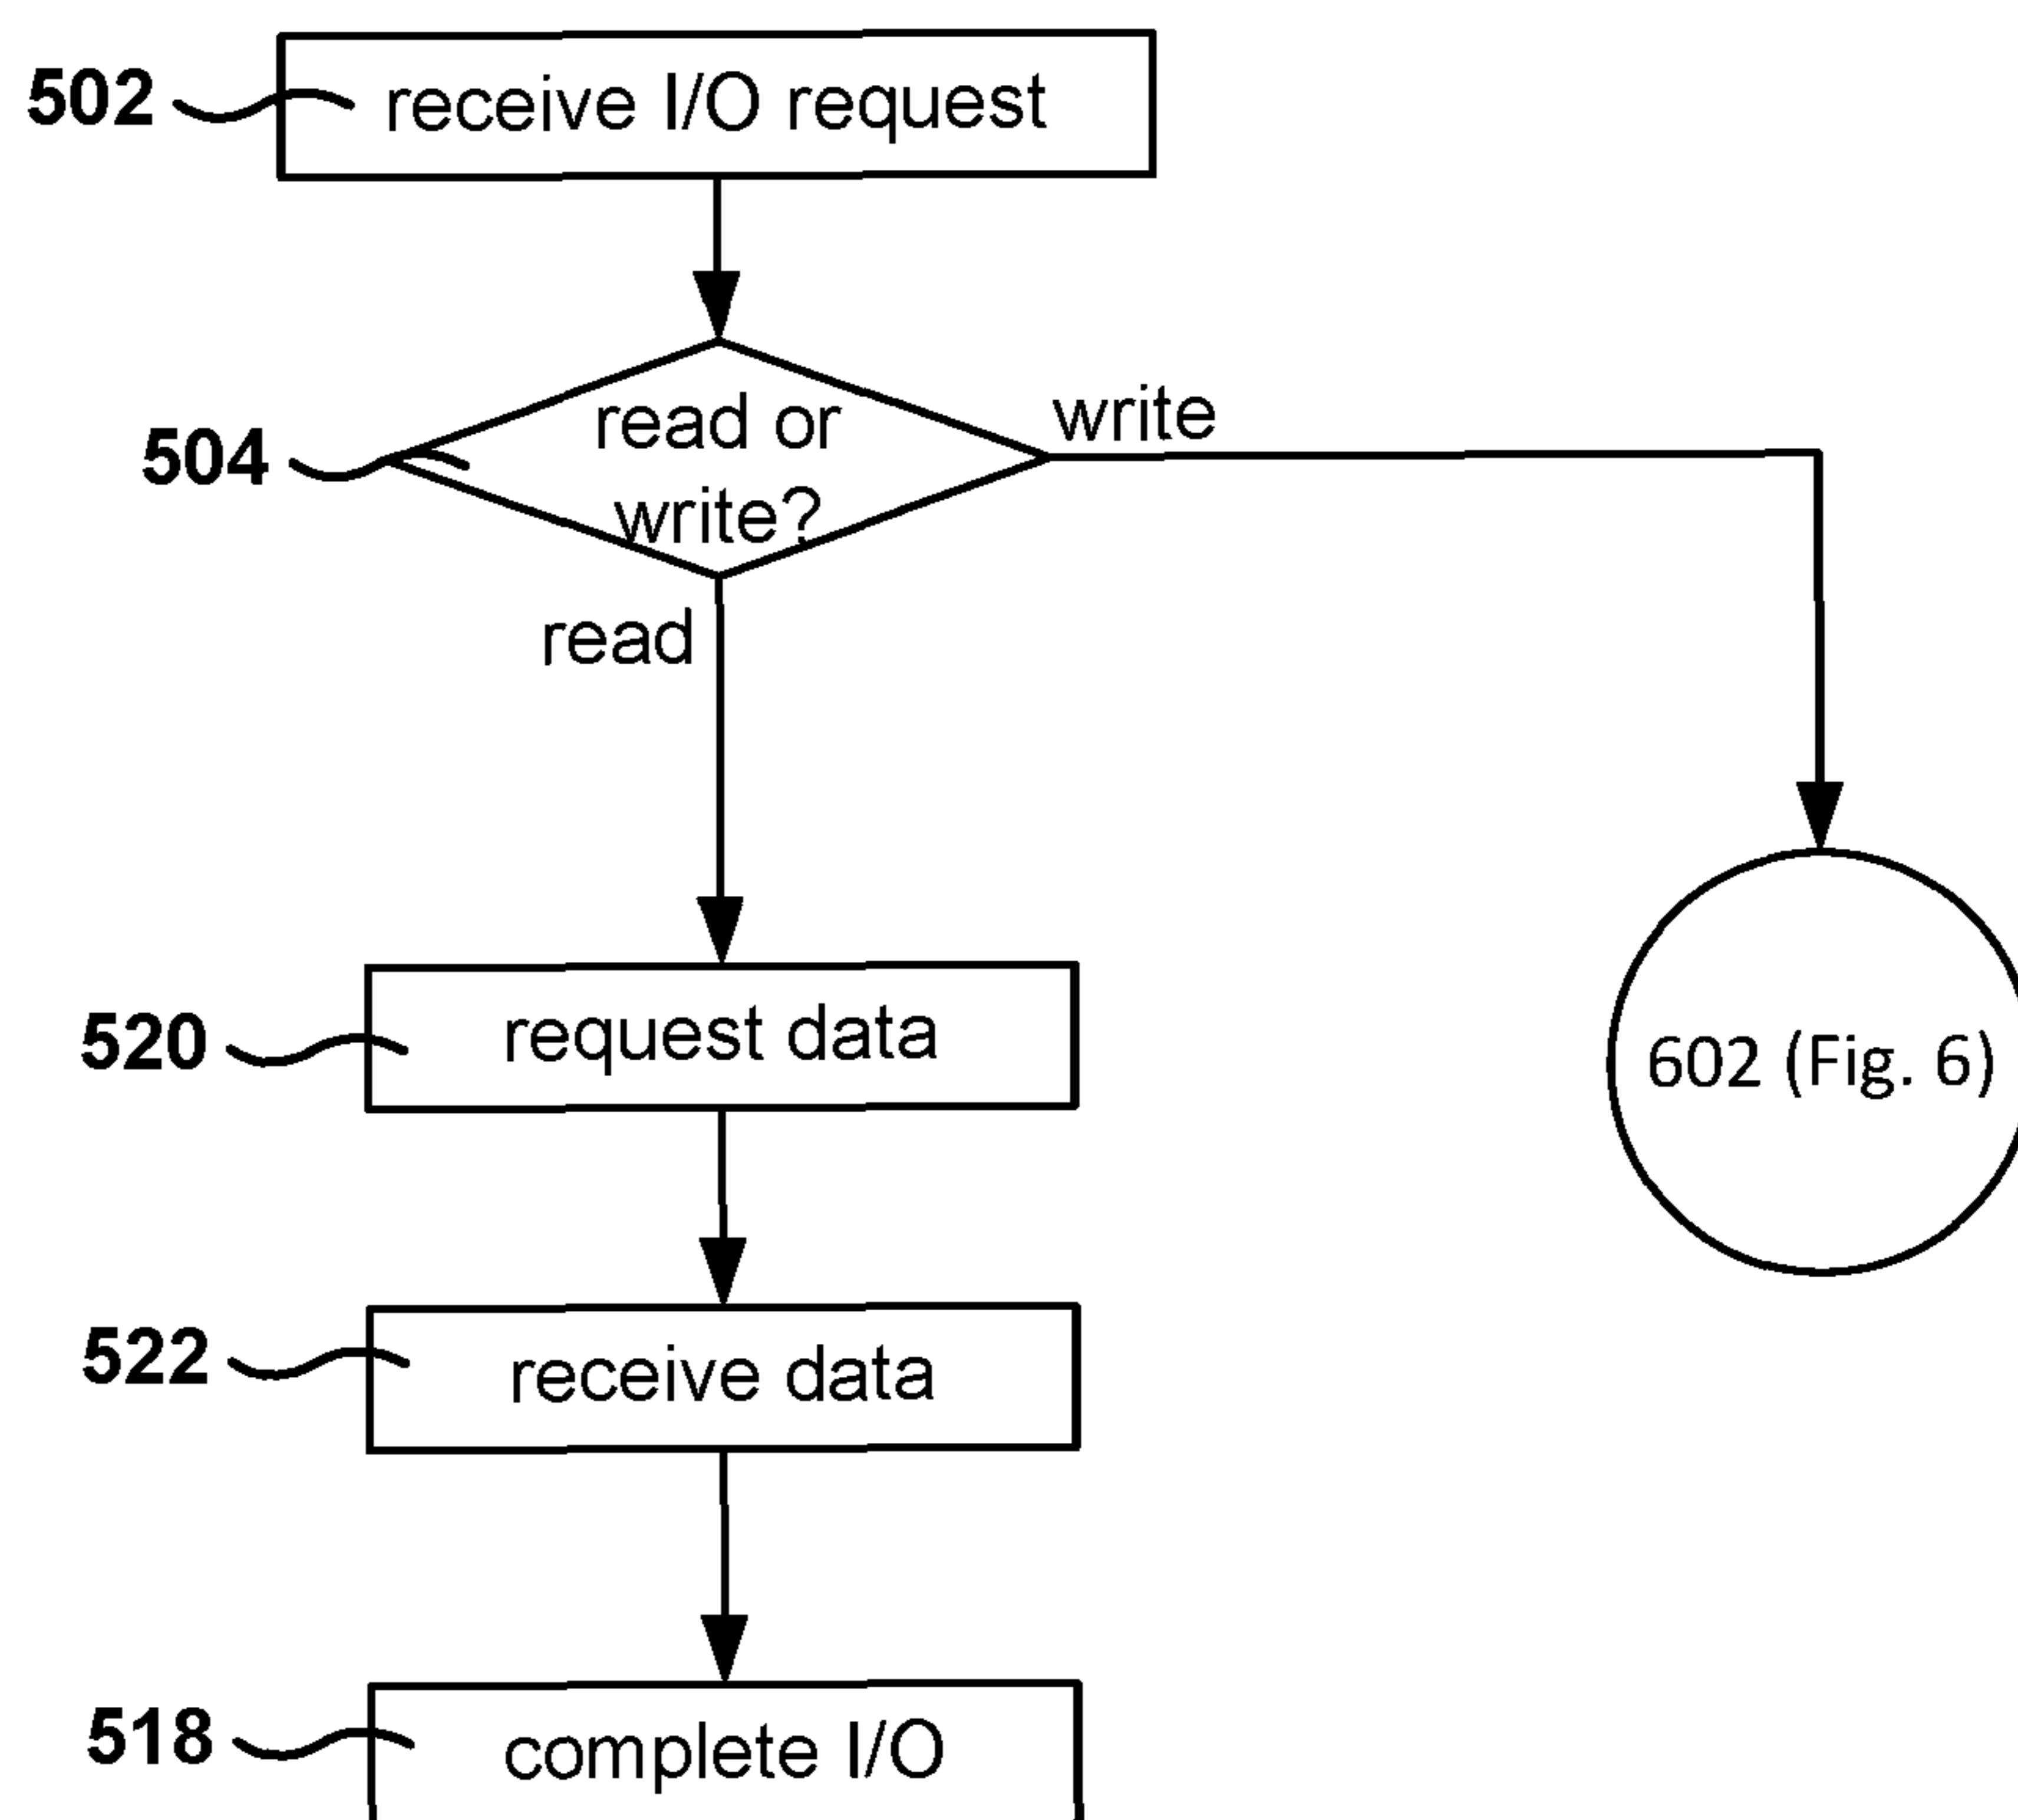 502
receive I/O request
504
read or
write?
write
read
520
request data
602 (Fig. 6)
522
receive data
518
complete I/O